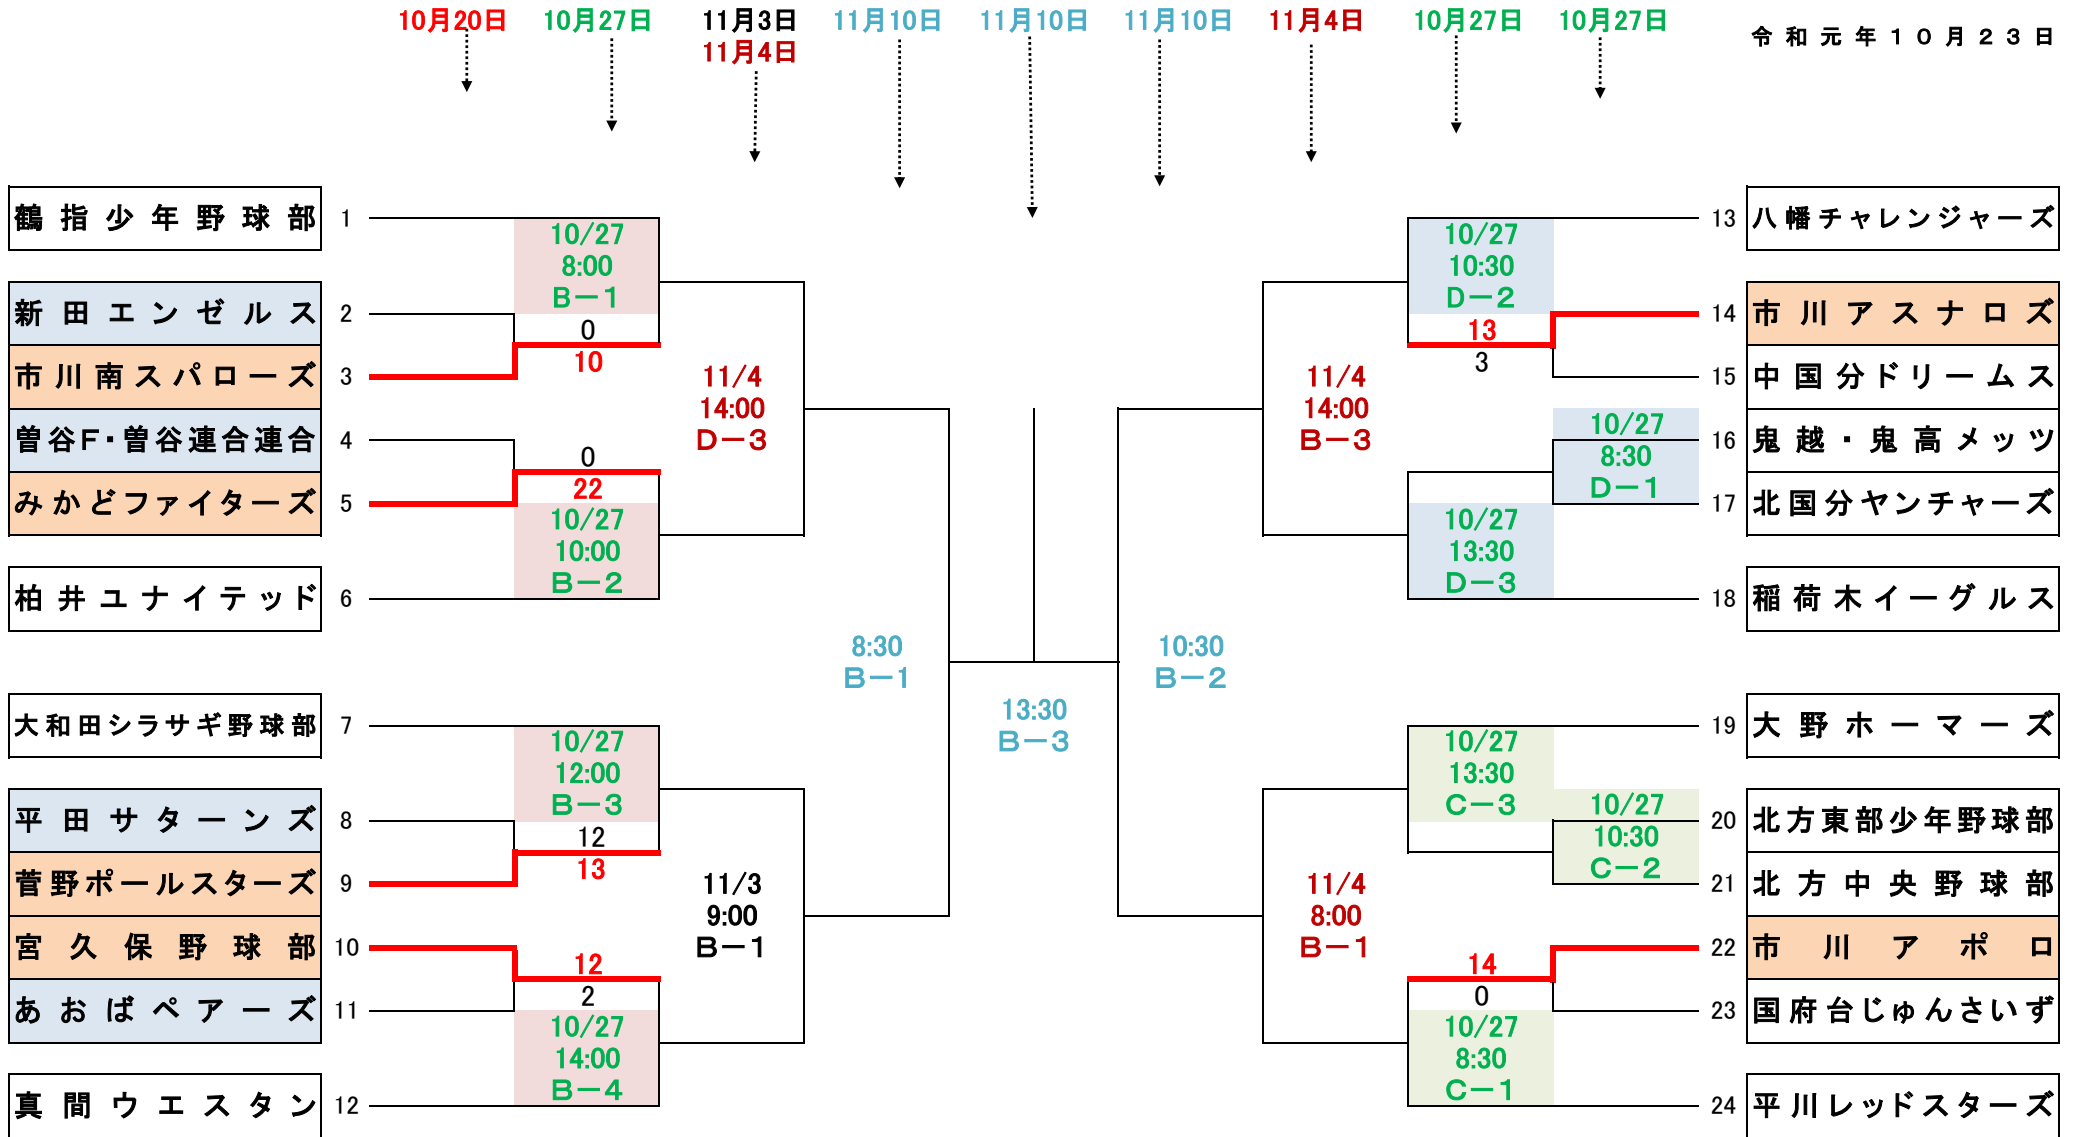 10月20日
10月27日
11月3日
11月4日
11月10日
11月10日
11月10日
11月4日
10月27日
10月27日
令和元年10月23日
鶴指少年野球部 1
新田エンゼルス 2
市川南スパローズ 3
曽谷F・曽谷連合連合 4
みかどファイターズ 5
柏井ユナイテッド 6
大和田シラサギ野球部 7
平田サターンズ 8
菅野ポールスターズ 9
宮久保野球部 10
あおばペアーズ 11
真間ウエスタン 12
10/27
8:00
B－1
0
10
0
22
10/27
10:00
B－2
10/27
12:00
B－3
12
13
12
2
10/27
14:00
B－4
11/4
14:00
D－3
11/3
9:00
B－1
8:30
B－1
13:30
B－3
10:30
B－2
11/4
14:00
B－3
11/4
8:00
B－1
10/27
10:30
D－2
13
3
10/27
8:30
D－1
10/27
13:30
D－3
10/27
13:30
C－3
10/27
10:30
C－2
14
0
10/27
8:30
C－1
13 八幡チャレンジャーズ
14 市川アスナロズ
15 中国分ドリームス
16 鬼越・鬼高メッツ
17 北国分ヤンチャーズ
18 稲荷木イーグルス
19 大野ホーマーズ
20 北方東部少年野球部
21 北方中央野球部
22 市川アポロ
23 国府台じゅんさいず
24 平川レッドスターズ